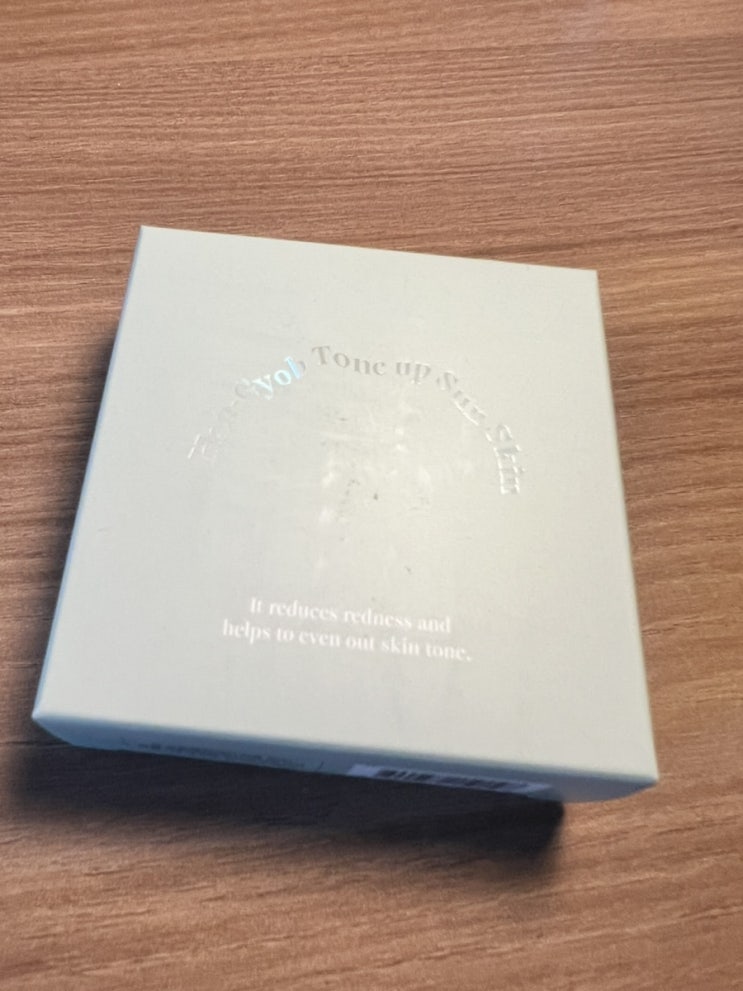 Tone up Sun Skin
It reduces redness and
helps to even out skin tone.